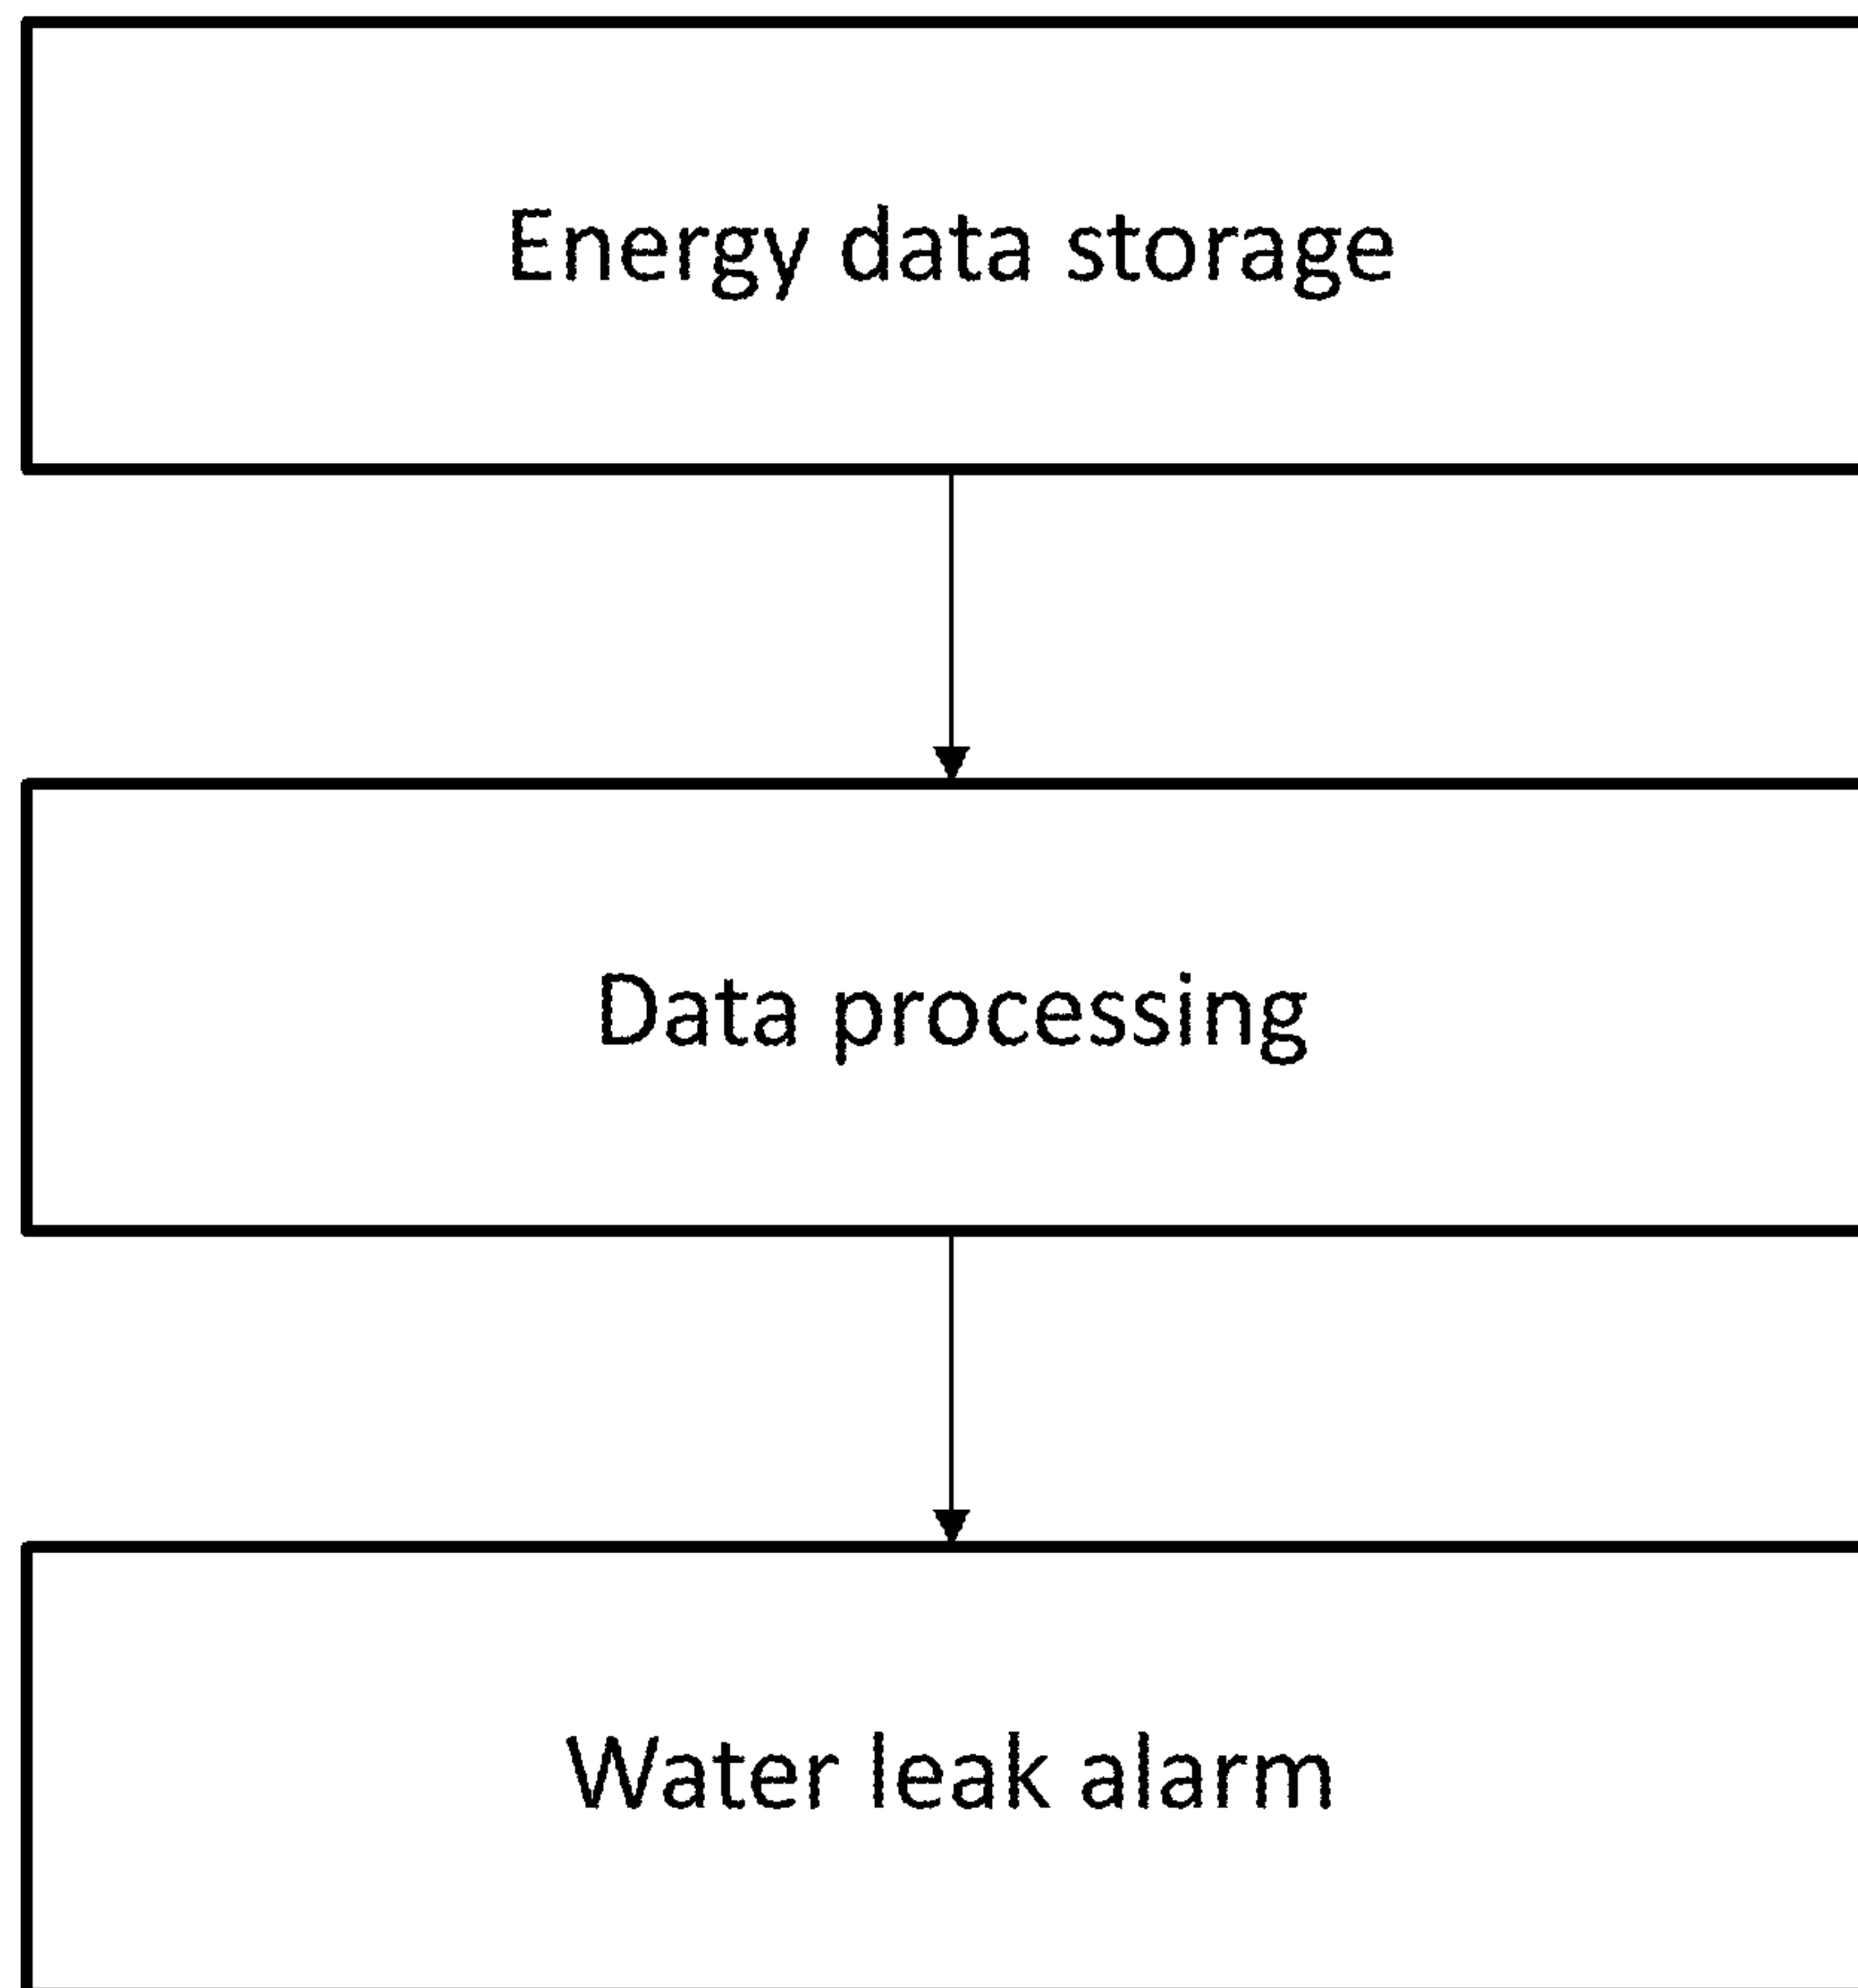 Energy data storage
Data processing
Water leak alarm